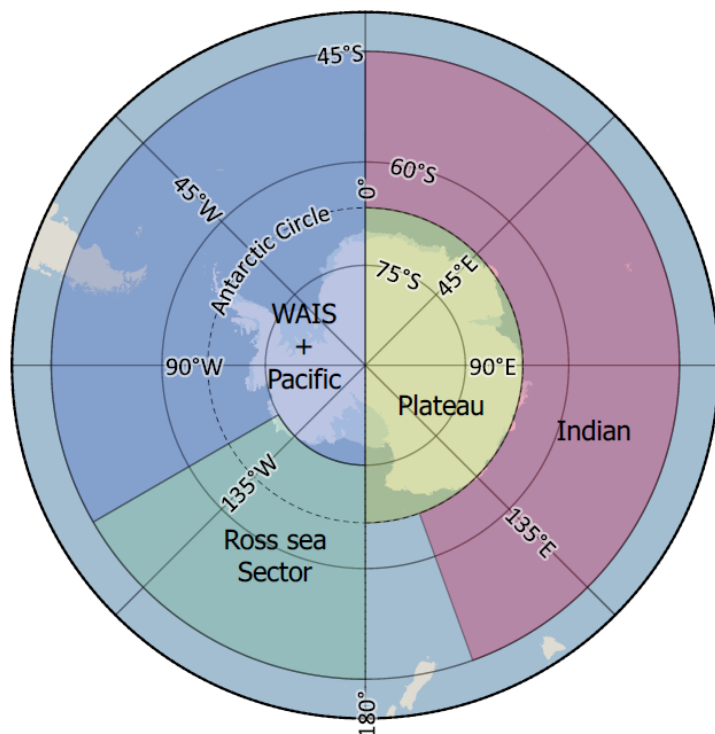 45°S
60°S
0°
45°W
Antarctic Circle
75°S
45°E
WAIS
+
Pacific
90°W
90°E
Plateau
Indian
135°W
135°E
Ross sea
Sector
180°